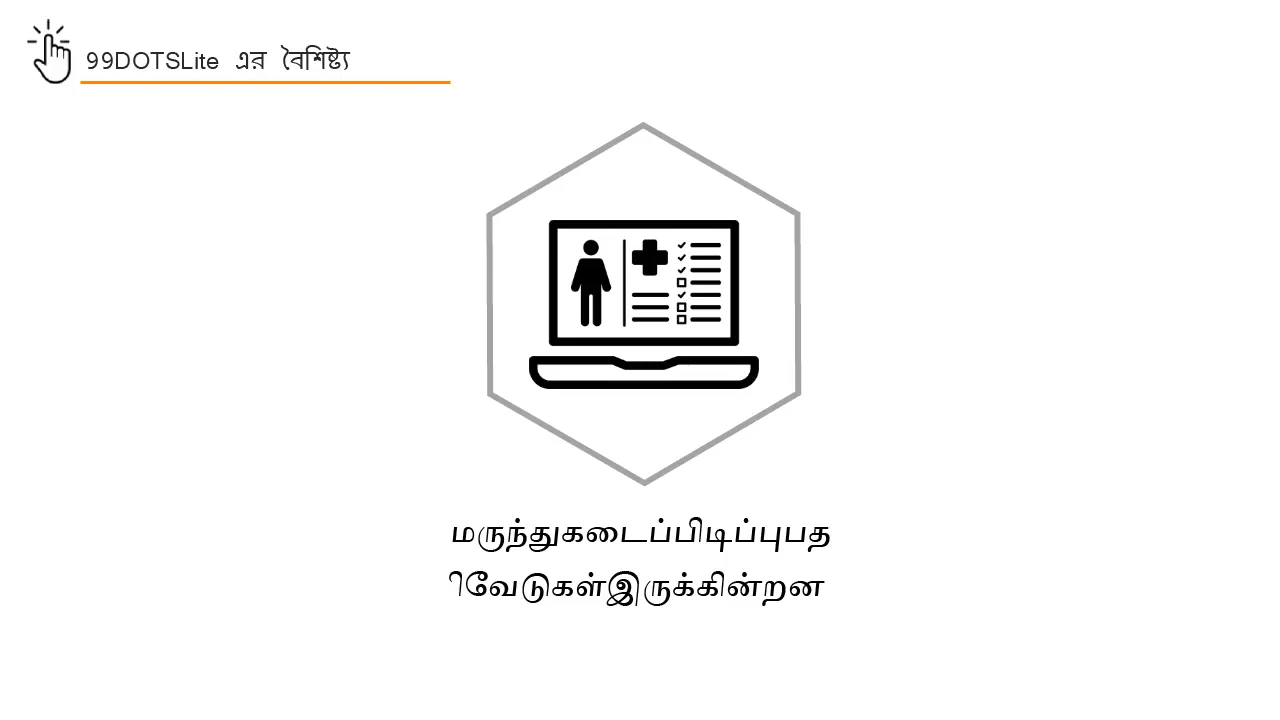 99DOTSLite এর বৈশিষ্ট্য
மருந்துகடைப்பிடிப்புபத
ிவேடுகள்இருக்கின்றன